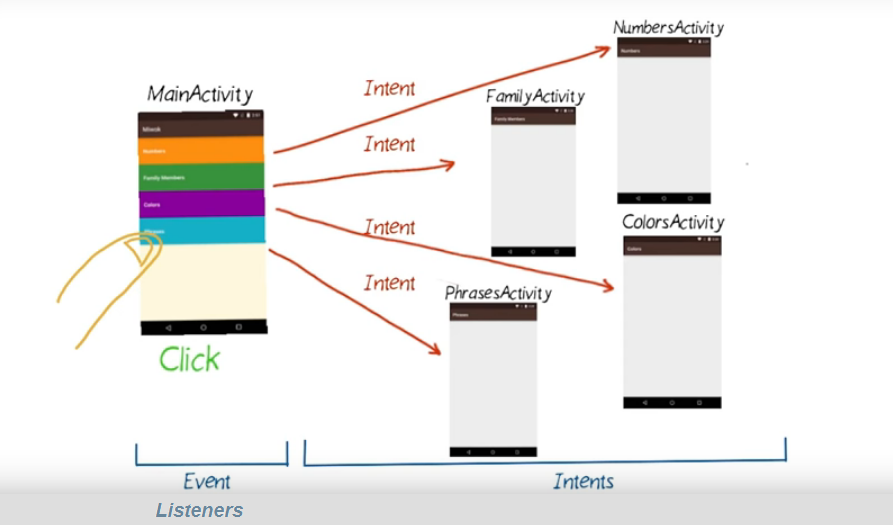 NumbersActivity
Numbers
MainActivity
Miwok
Numbers
Family Members
Colors
Phrases
Intent
Intent
Intent
Intent
FamilyActivity
Family Members
ColorsActivity
Colors
PhrasesActivity
Phrases
Click
Event
Intents
Listeners